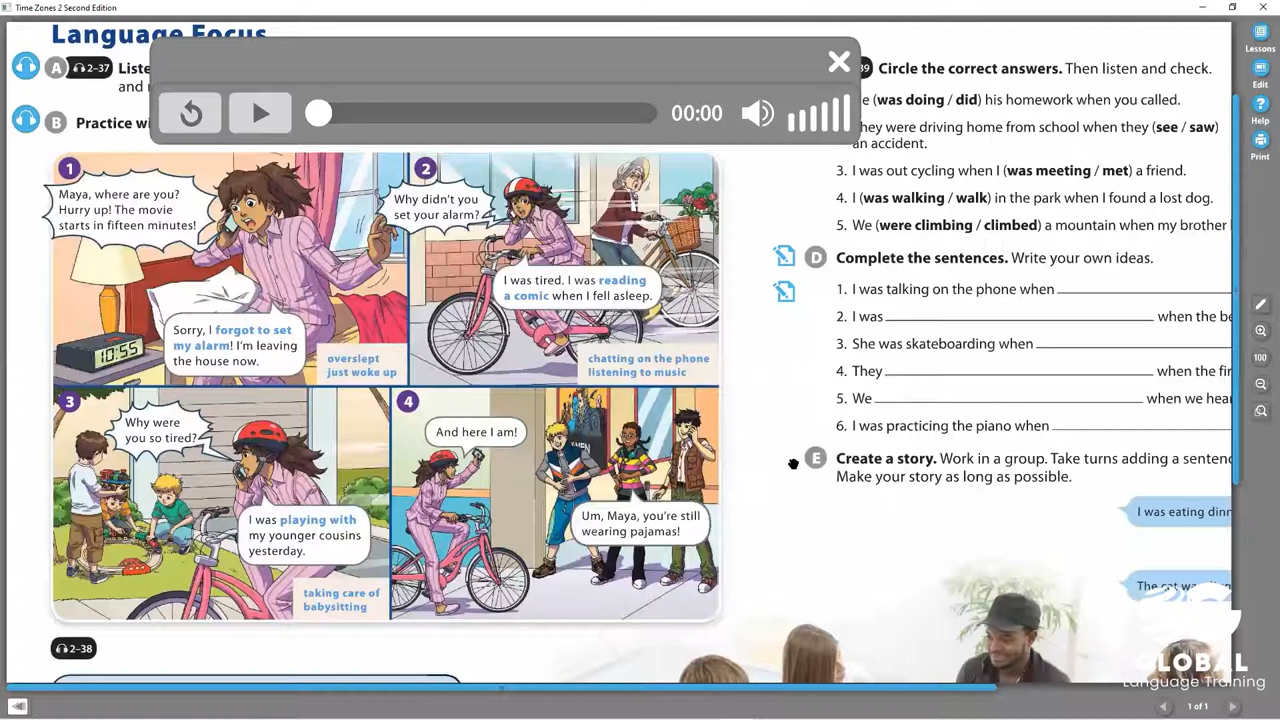 Time Zones 2 Second Edition
Language Focus
A 2-37 Liste
and
B Practice wi
00:00
1
Maya, where are you?
Hurry up! The movie
starts in fifteen minutes!
10:55
Sorry, I forgot to set
my alarm! I'm leaving
the house now.
overslept
just woke up
2
Why didn't you
set your alarm?
I was tired. I was reading
a comic when I fell asleep.
chatting on the phone
listening to music
3
Why were
you so tired?
I was playing with
my younger cousins
yesterday.
taking care of
babysitting
4
And here I am!
Um, Maya, you're still
wearing pajamas!
2-38
Circle the correct answers. Then listen and check.
(was doing / did) his homework when you called.
hey were driving home from school when they (see / saw)
an accident.
3. I was out cycling when I (was meeting / met) a friend.
4. I (was walking / walk) in the park when I found a lost dog.
5. We (were climbing / climbed) a mountain when my brother
D Complete the sentences. Write your own ideas.
1. I was talking on the phone when
2. I was when the be
3. She was skateboarding when
4. They when the fir
5. We when we hear
6. I was practicing the piano when
E Create a story. Work in a group. Take turns adding a sentenc
Make your story as long as possible.
I was eating dinn
The cat wa
GLOBAL
Language Training
Lessons
Edit
Help
Print
100
1 of 1